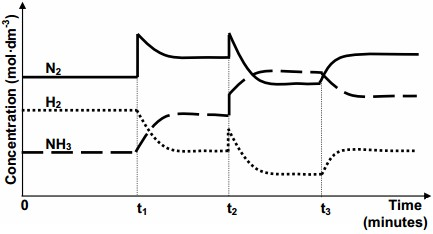 Concentration (mol·dm-3)
N2
H2
NH3
0
t1
t2
t3
Time
(minutes)